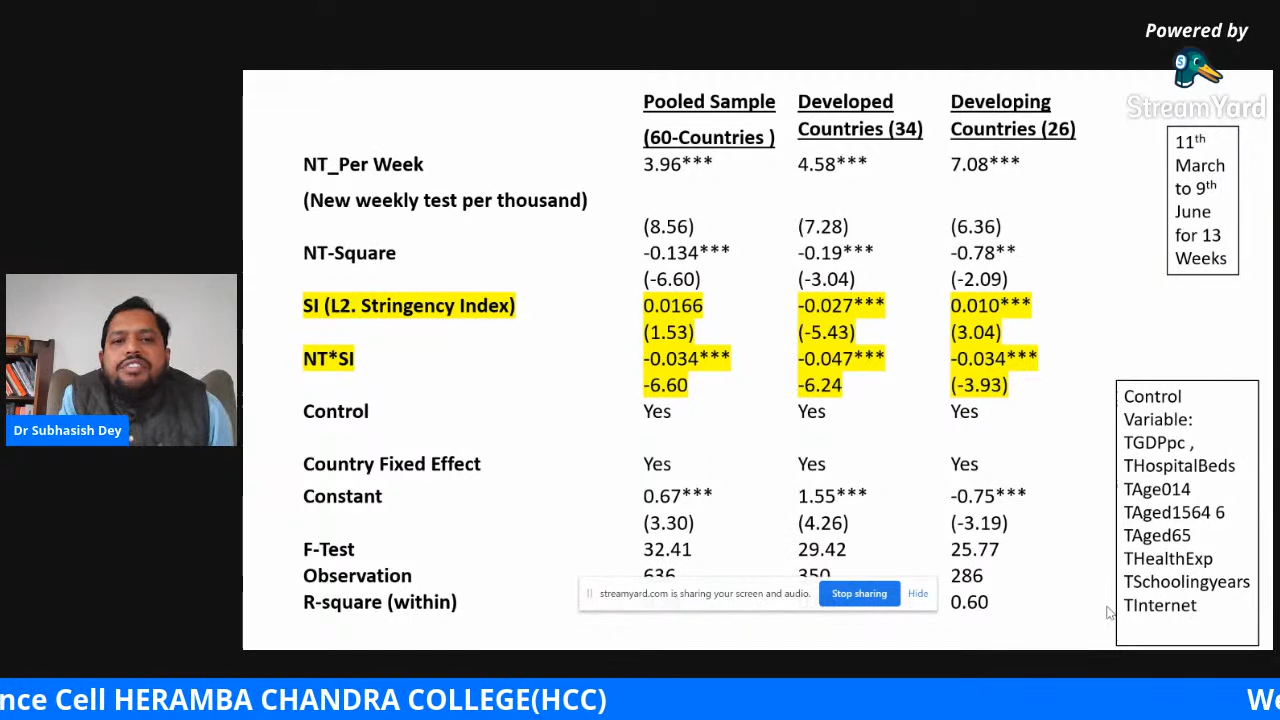 Powered by
StreamYard
Pooled Sample Developed Developing
(60-Countries ) Countries (34) Countries (26)
NT_Per Week 3.96*** 4.58*** 7.08***
(New weekly test per thousand)
(8.56) (7.28) (6.36)
NT-Square -0.134*** -0.19*** -0.78**
(-6.60) (-3.04) (-2.09)
SI (L2. Stringency Index) 0.0166 -0.027*** 0.010***
(1.53) (-5.43) (3.04)
NT*SI -0.034*** -0.047*** -0.034***
-6.60 -6.24 (-3.93)
Control Yes Yes Yes
Country Fixed Effect Yes Yes Yes
Constant 0.67*** 1.55*** -0.75***
(3.30) (4.26) (-3.19)
F-Test 32.41 29.42 25.77
Observation 636 350 286
R-square (within) 0.60
11th
March
to 9th
June
for 13
Weeks
Control
Variable:
TGDPpc ,
THospitalBeds
TAge014
TAged1564 6
TAged65
THealthExp
TSchoolingyears
TInternet
streamyard.com is sharing your screen and audio. Stop sharing Hide
Dr Subhasish Dey
nce Cell HERAMBA CHANDRA COLLEGE(HCC)
We